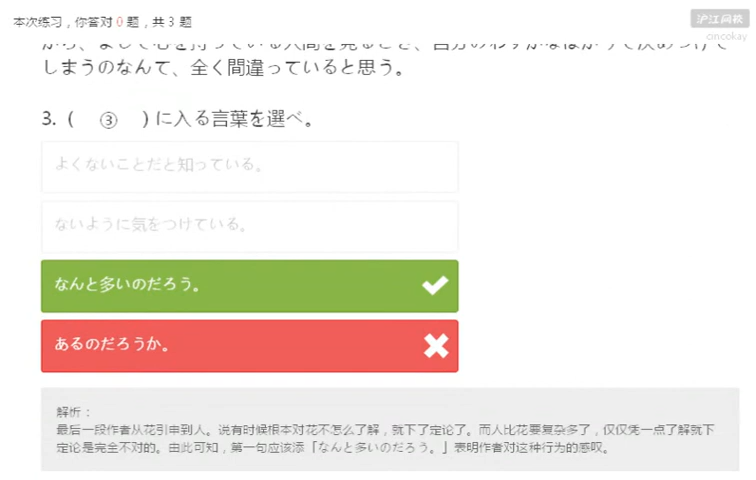 本次练习，你答对 0 题，共 3 题
沪江网校
cincokay
しまうのなんて、全く間違っていると思う。
3. ( ③ ) に入る言葉を選べ。
よくないことだと知っている。
ないように気をつけている。
なんと多いのだろう。
あるのだろうか。
解析：
最后一段作者从花引申到人。说有时候根本对花不怎么了解，就下了定论了。而人比花要复杂多了，仅仅凭一点了解就下
定论是完全不对的。由此可知，第一句应该添「なんと多いのだろう。」表明作者对这种行为的感叹。